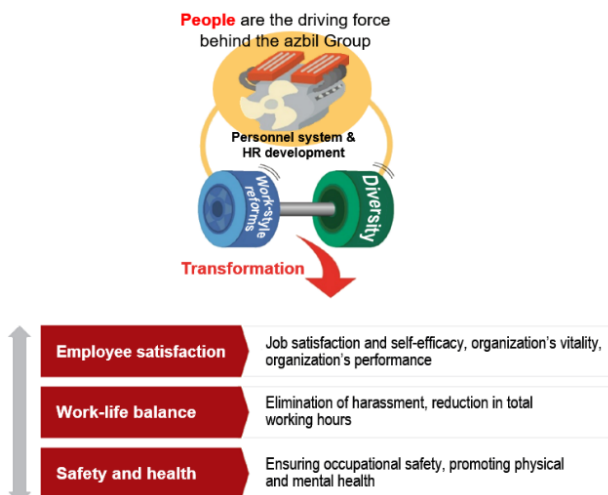 People are the driving force
behind the azbil Group
Personnel system &
HR development
Work-style
reforms
Diversity
Transformation
Employee satisfaction
Job satisfaction and self-efficacy, organization's vitality,
organization's performance
Work-life balance
Elimination of harassment, reduction in total
working hours
Safety and health
Ensuring occupational safety, promoting physical
and mental health